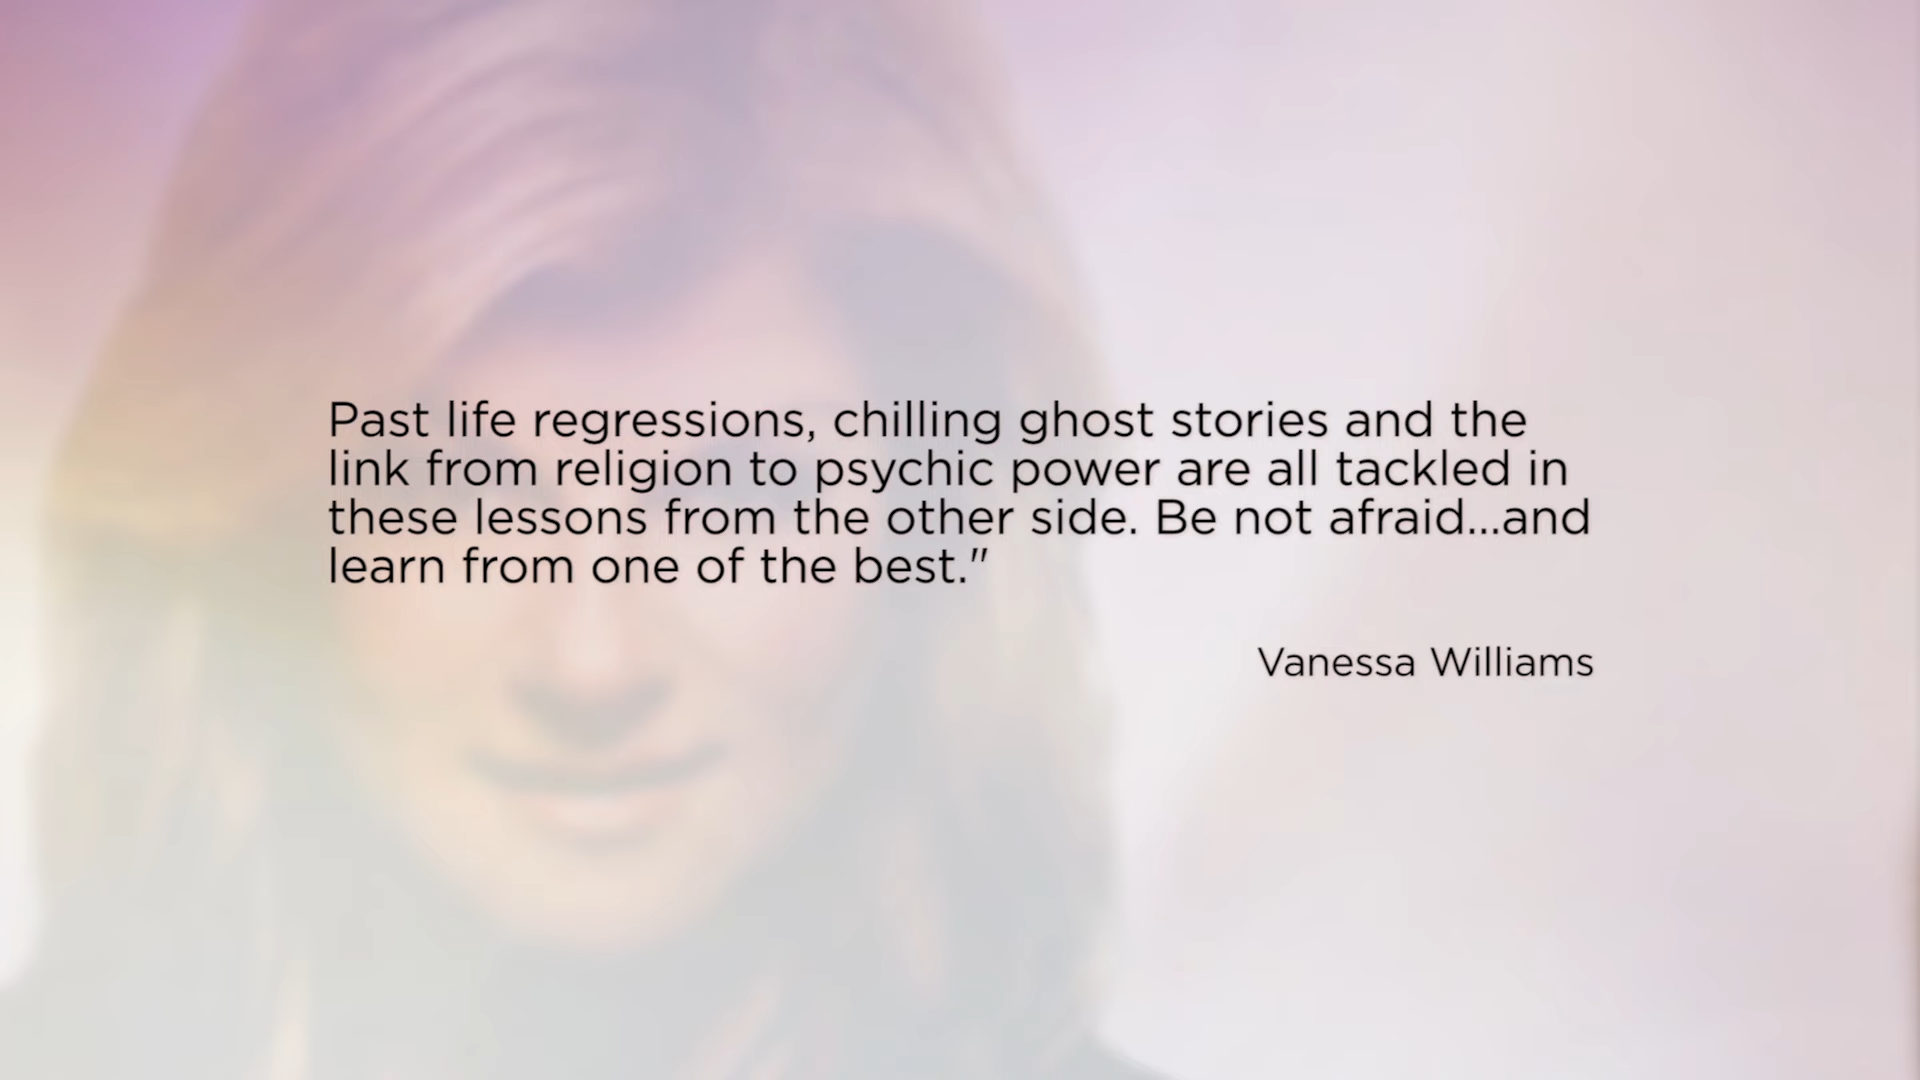 Past life regressions, chilling ghost stories and the
link from religion to psychic power are all tackled in
these lessons from the other side. Be not afraid...and
learn from one of the best."
Vanessa Williams